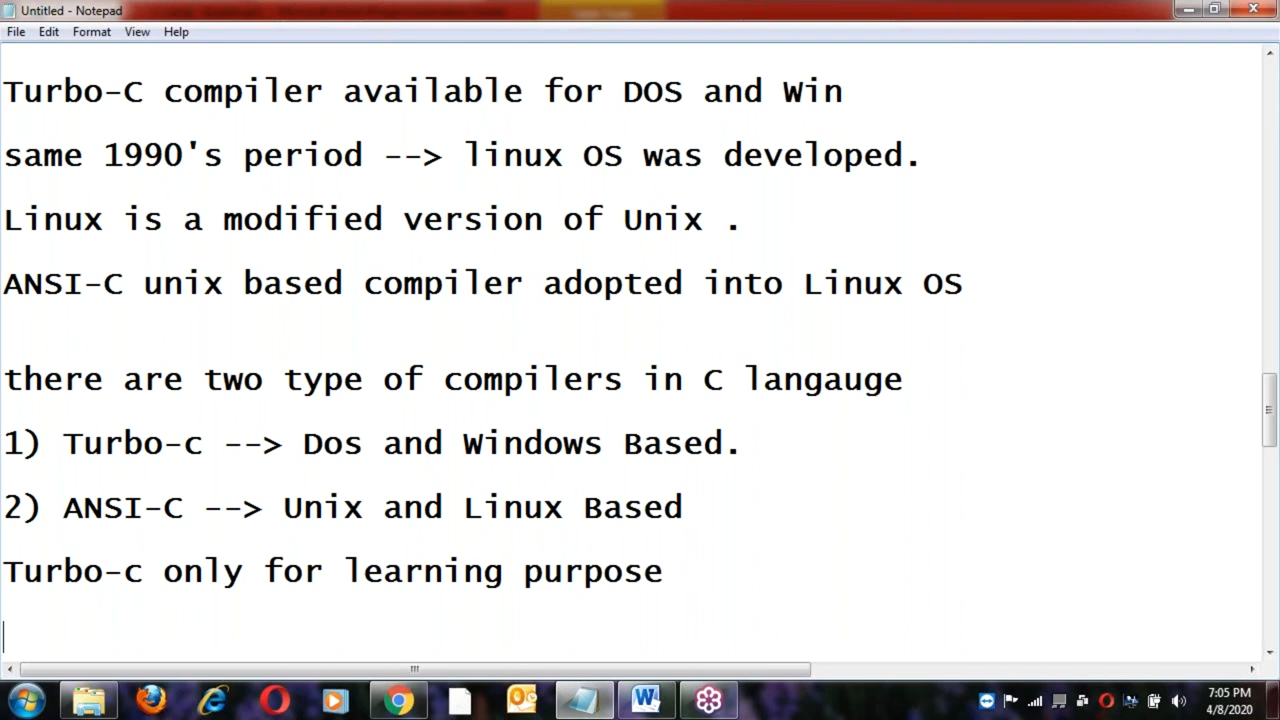 Untitled - Notepad
File Edit Format View Help
Turbo-C compiler available for DOS and Win
same 1990's period --> linux OS was developed.
Linux is a modified version of Unix .
ANSI-C unix based compiler adopted into Linux OS
there are two type of compilers in C langauge
1) Turbo-c --> Dos and Windows Based.
2) ANSI-C --> Unix and Linux Based
Turbo-c only for learning purpose
7:05 PM
4/8/2020